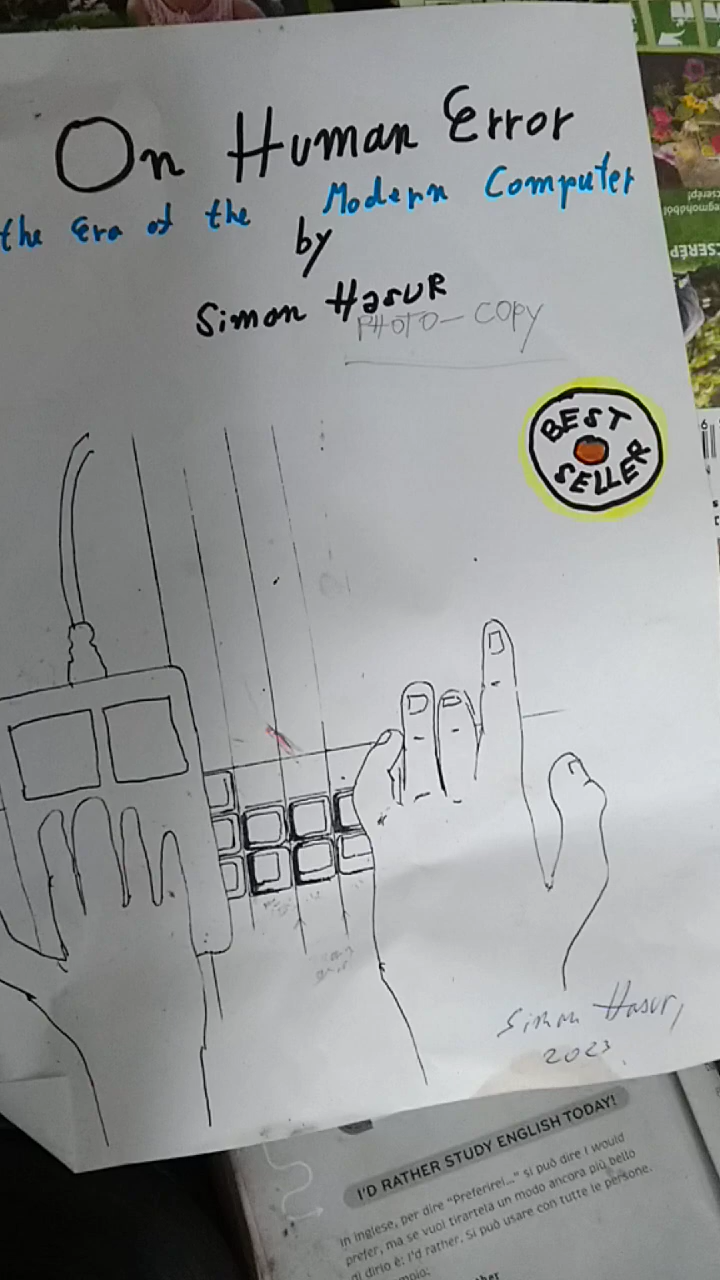 On Human Error
the Era of the Modern Computer
by
Simon Hasur
PHOTO-COPY
BEST
SELLER
Simon Hasur,
2023
I'D RATHER STUDY ENGLISH TODAY!
In inglese, per dire "Preferirei..." si può dire I would
prefer, ma se vuoi tirartela un modo ancora più bello
di dirlo è: I'd rather. Si può usare con tutte le persone.